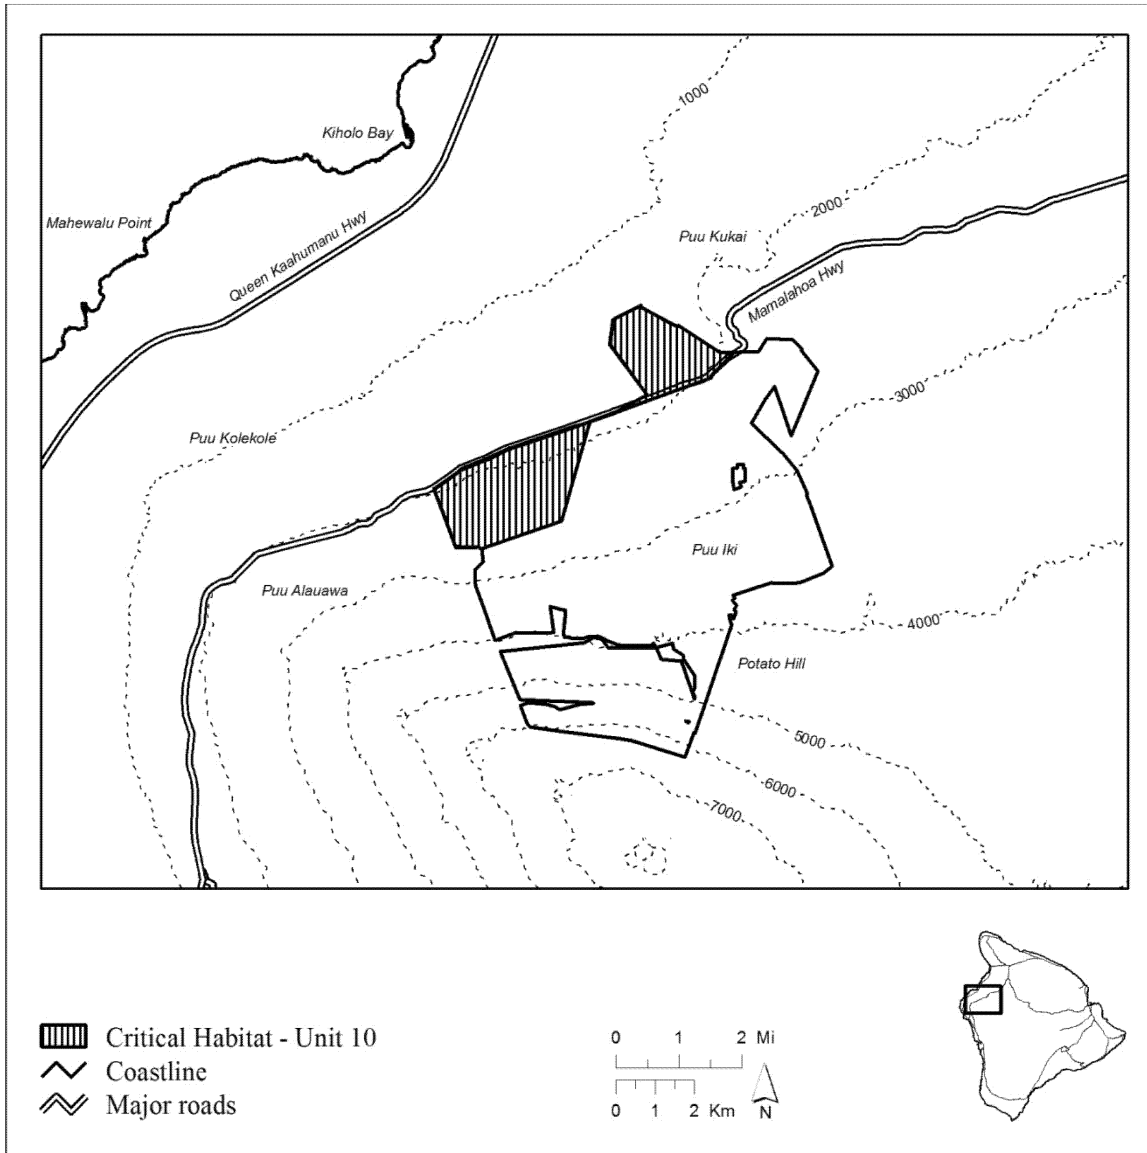 1000
Kiholo Bay
2000
Mahewalu Point
Puu Kukai
Queen Kaahumanu Hwy
Mamalahoa Hwy
3000
Puu Kolekole
Puu Iki
Puu Alauawa
4000
Potato Hill
5000
6000
7000
Critical Habitat - Unit 10
Coastline
Major roads
0 1 2 Mi
0 1 2 Km
N